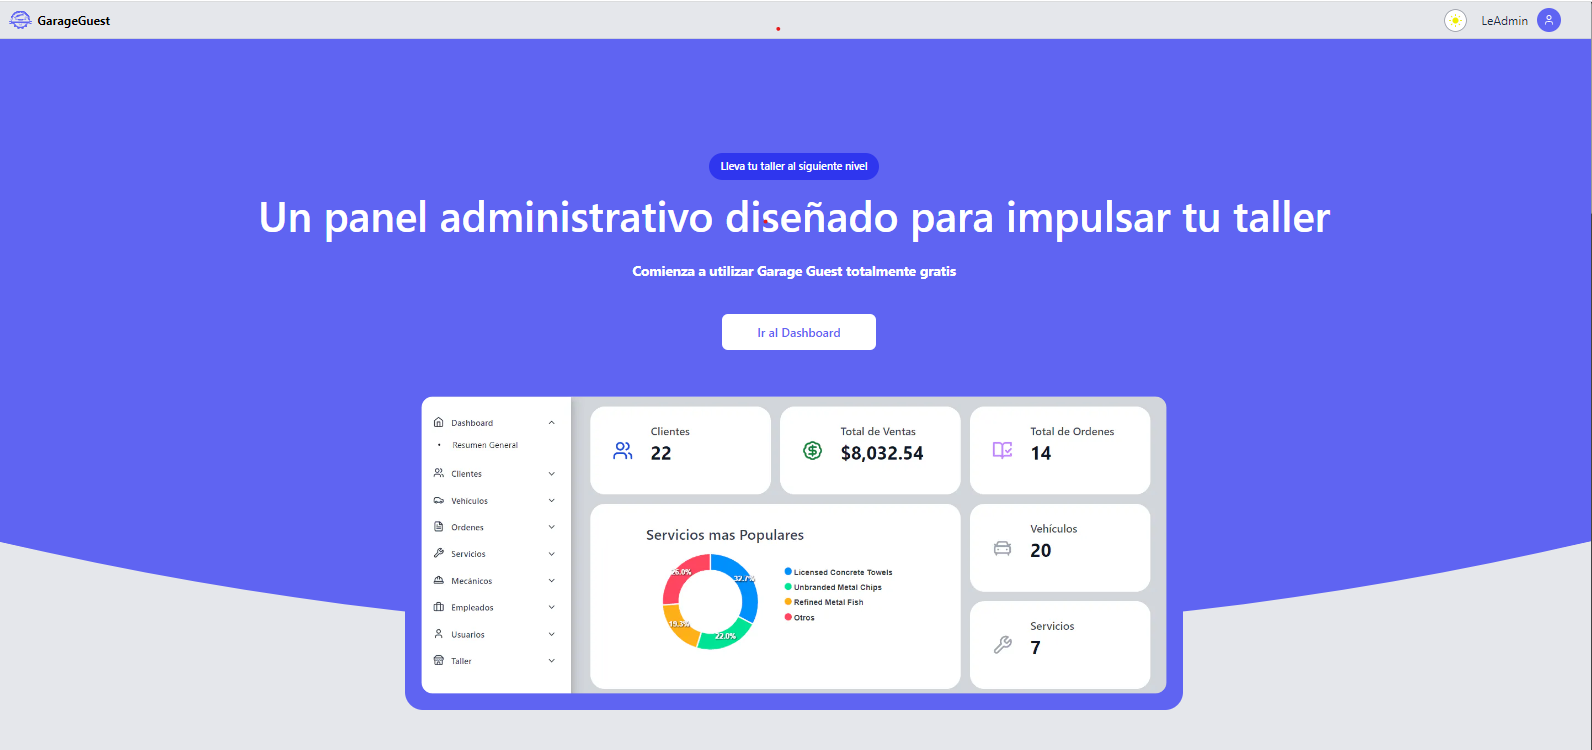 GarageGuest
LeAdmin
Lleva tu taller al siguiente nivel
Un panel administrativo diseñado para impulsar tu taller
Comienza a utilizar Garage Guest totalmente gratis
Ir al Dashboard
Dashboard
Resumen General
Clientes
Vehículos
Ordenes
Servicios
Mecánicos
Empleados
Usuarios
Taller
Clientes
22
Total de Ventas
$8,032.54
Total de Ordenes
14
Servicios mas Populares
26.0%
32.7%
19.3%
22.0%
Licensed Concrete Towels
Unbranded Metal Chips
Refined Metal Fish
Otros
Vehículos
20
Servicios
7